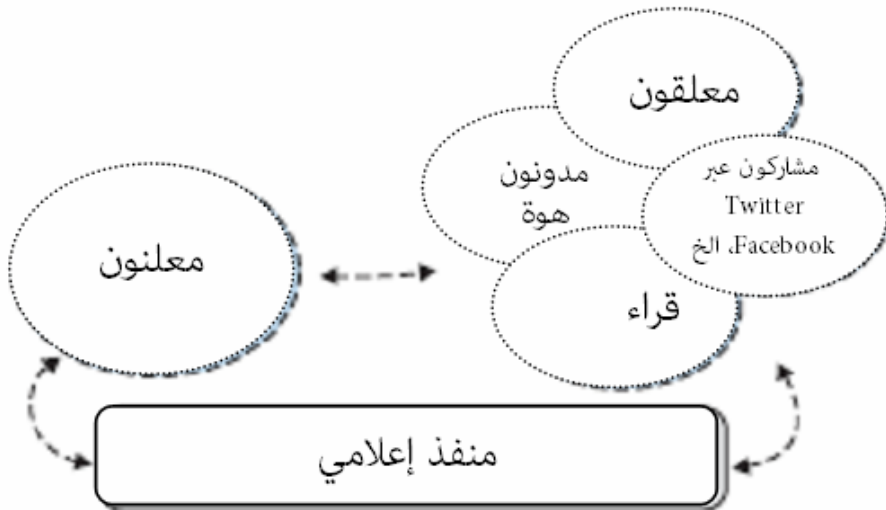 معلقون
مدونون
هوة
مشاركون عبر
Twitter
Facebook، الخ
معلنون
قراء
منفذ إعلامي